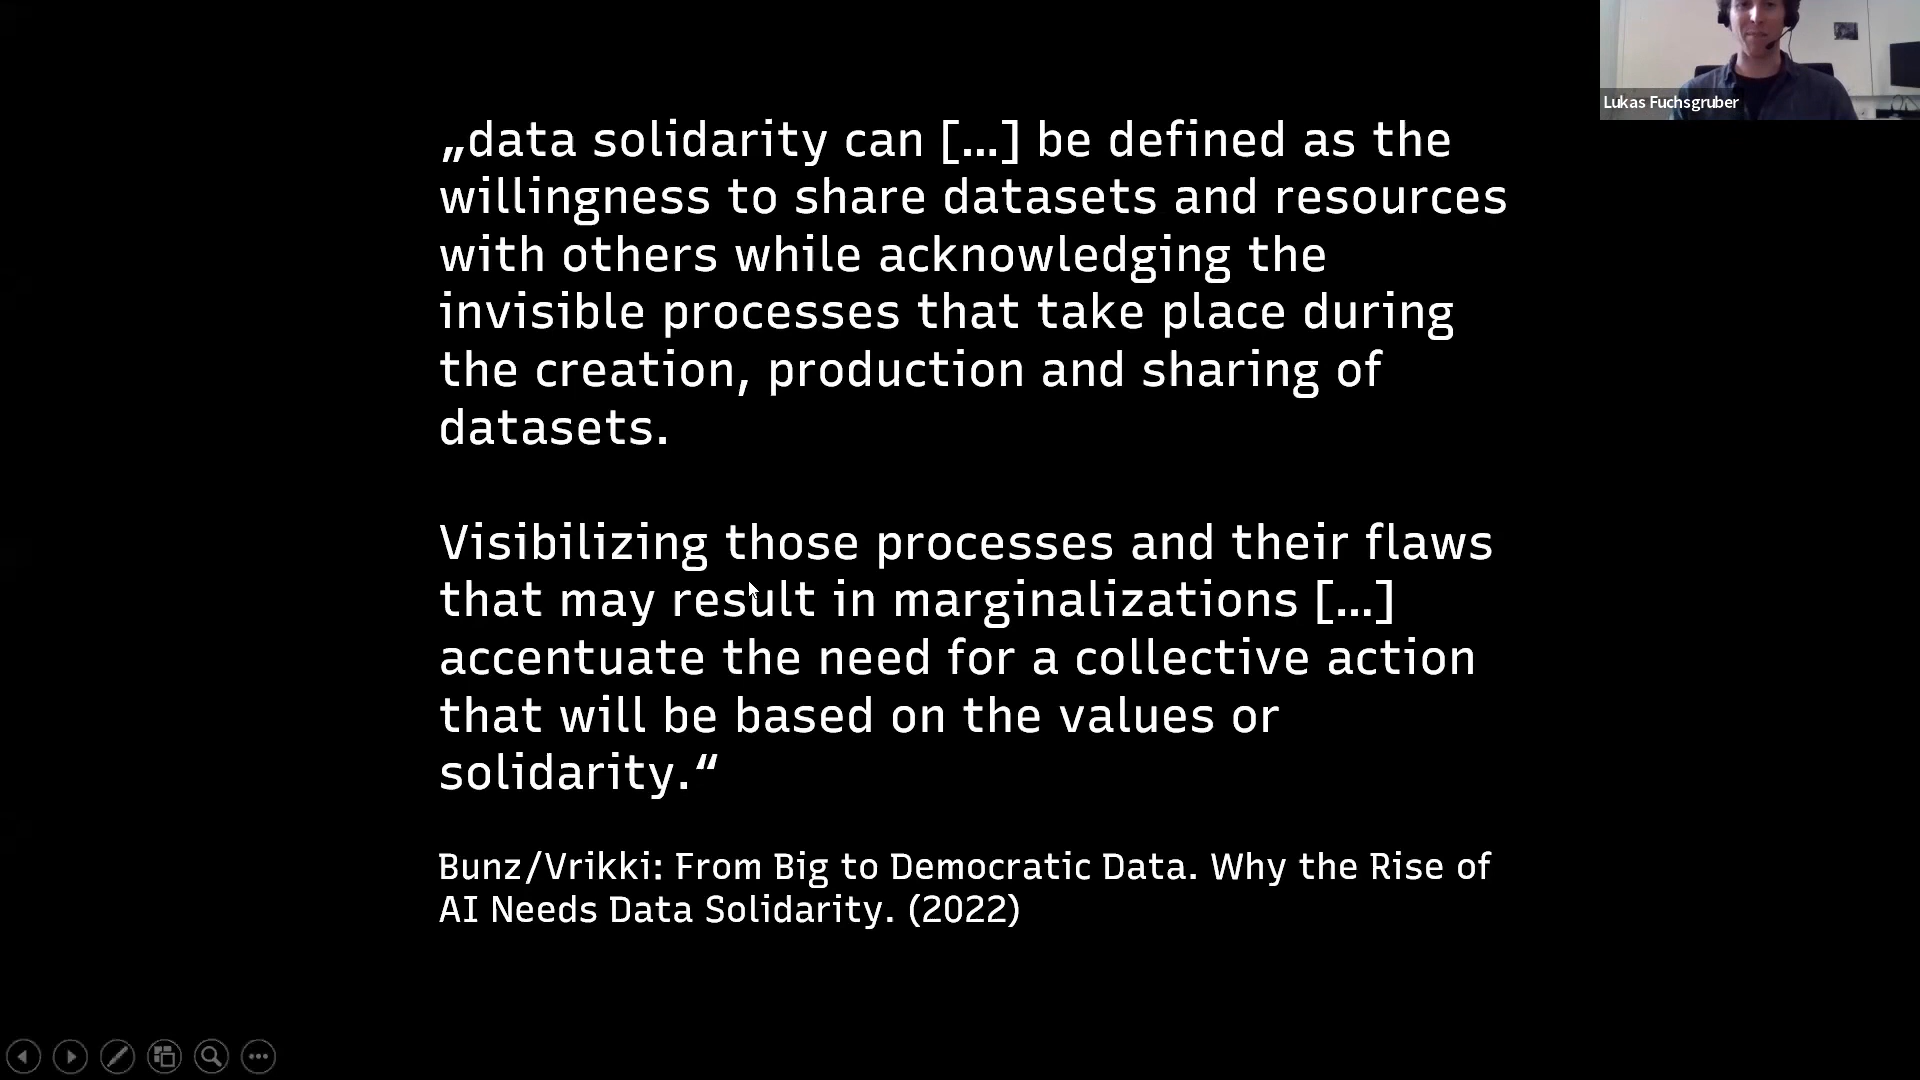 Lukas Fuchsgruber
„data solidarity can [...] be defined as the
willingness to share datasets and resources
with others while acknowledging the
invisible processes that take place during
the creation, production and sharing of
datasets.
Visibilizing those processes and their flaws
that may result in marginalizations [...]
accentuate the need for a collective action
that will be based on the values or
solidarity.“
Bunz/Vrikki: From Big to Democratic Data. Why the Rise of
AI Needs Data Solidarity. (2022)